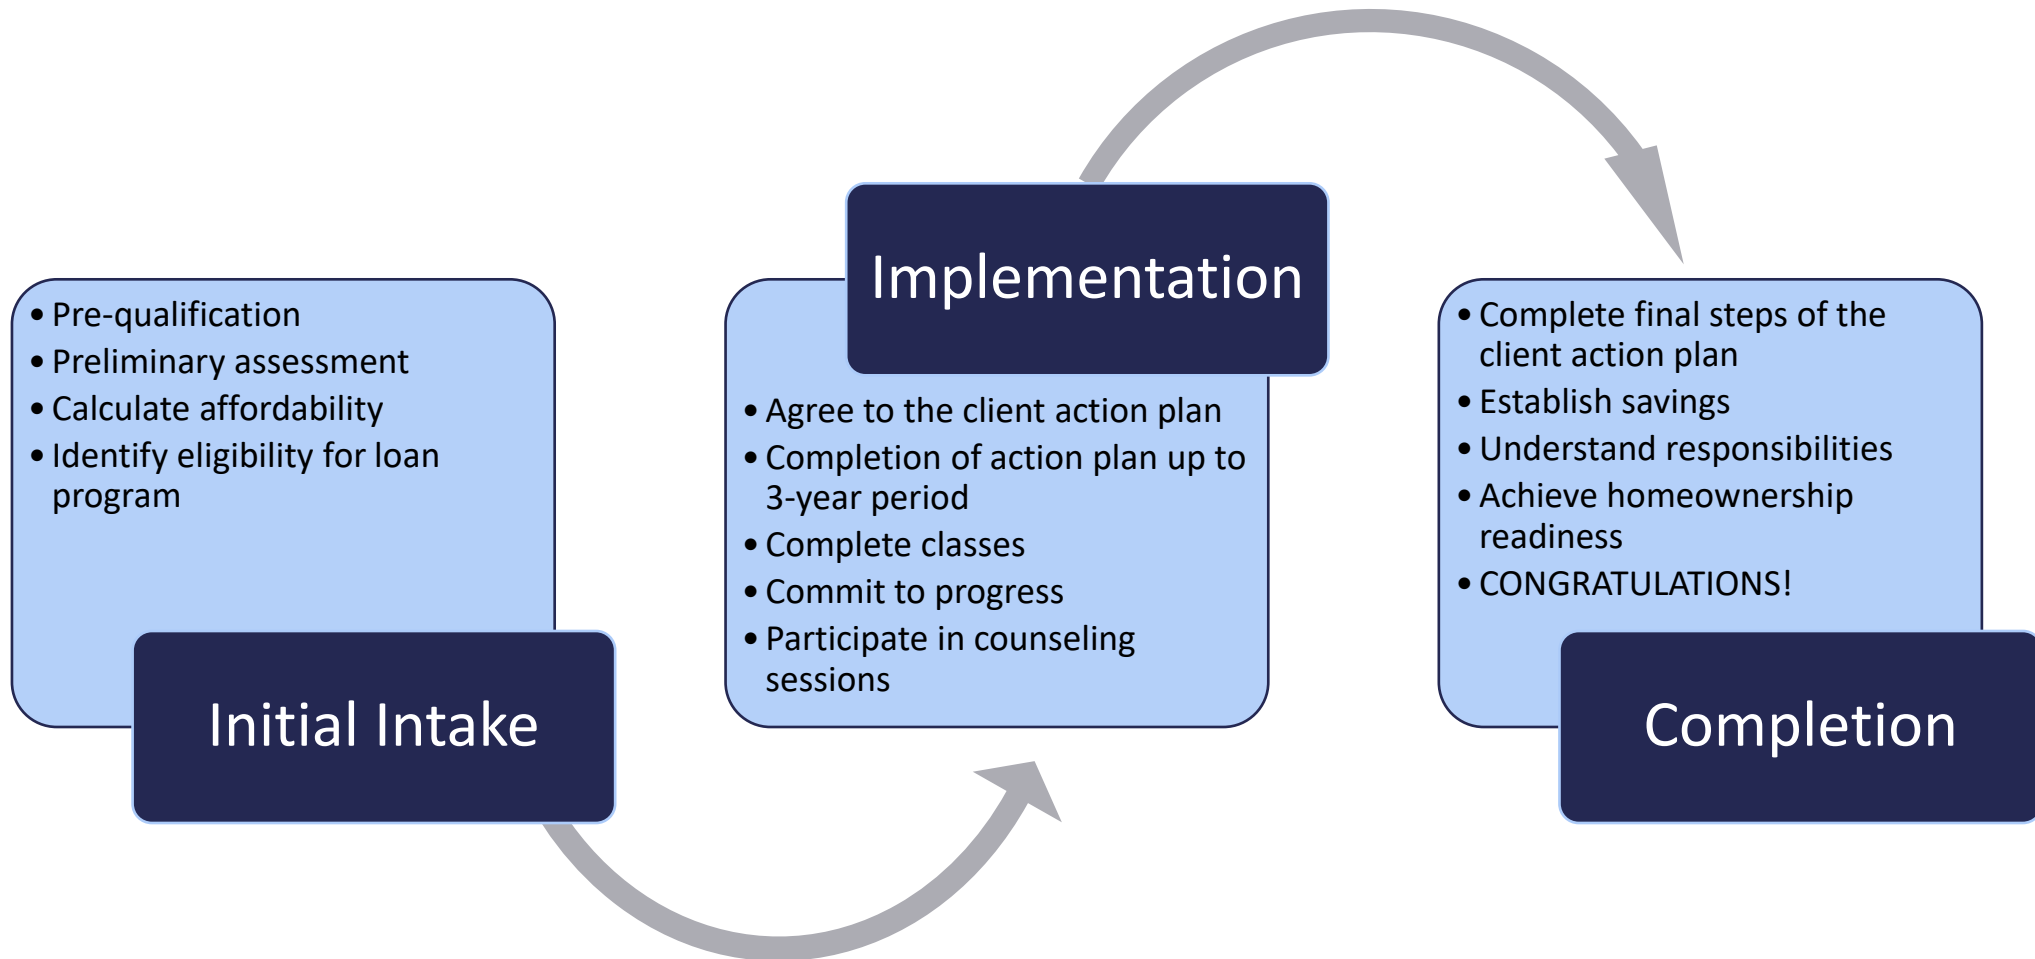 • Pre-qualification
• Preliminary assessment
• Calculate affordability
• Identify eligibility for loan
program
Initial Intake
Implementation
• Agree to the client action plan
• Completion of action plan up to
3-year period
• Complete classes
• Commit to progress
• Participate in counseling
sessions
• Complete final steps of the
client action plan
• Establish savings
• Understand responsibilities
• Achieve homeownership
readiness
• CONGRATULATIONS!
Completion